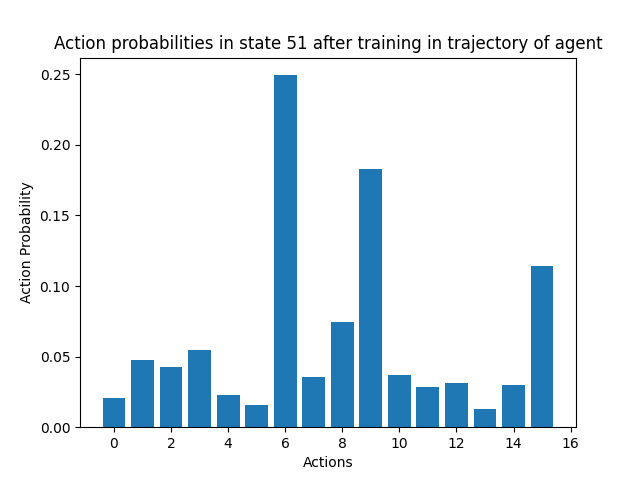 Action probabilities in state 51 after training in trajectory of agent
Action Probability
0.25
0.20
0.15
0.10
0.05
0.00
0 2 4 6 8 10 12 14 16
Actions